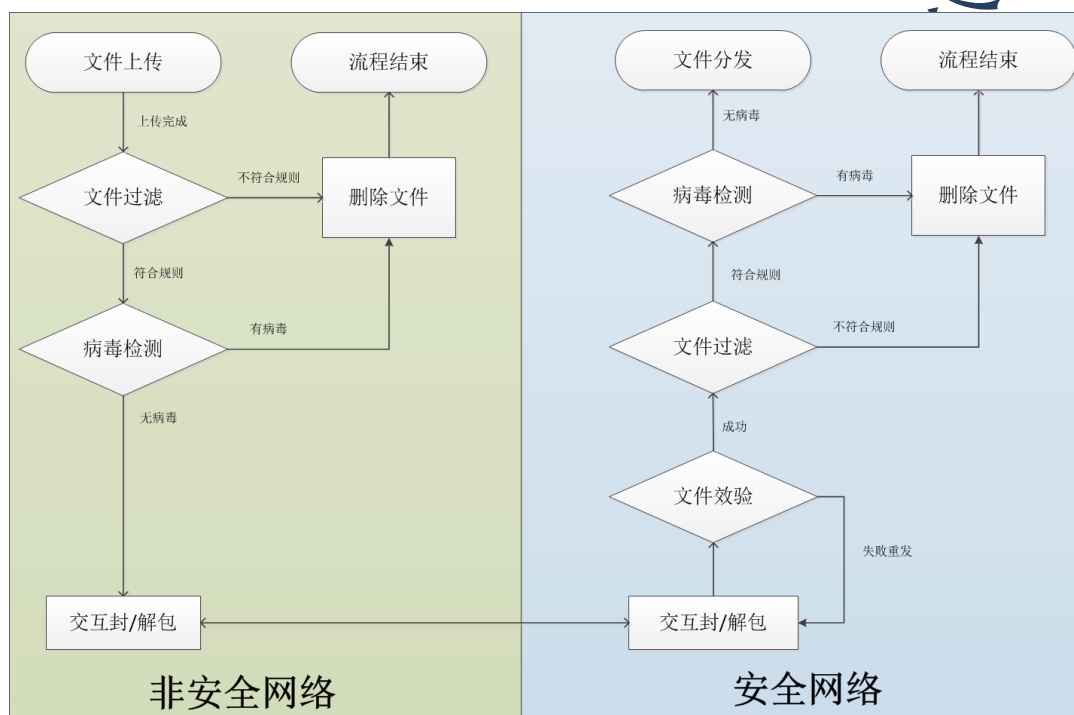 文件上传
流程结束
上传完成
文件过滤
不符合规则
删除文件
符合规则
病毒检测
有病毒
无病毒
交互封/解包
非安全网络
文件分发
流程结束
无病毒
病毒检测
有病毒
删除文件
符合规则
文件过滤
不符合规则
成功
文件效验
失败重发
交互封/解包
安全网络